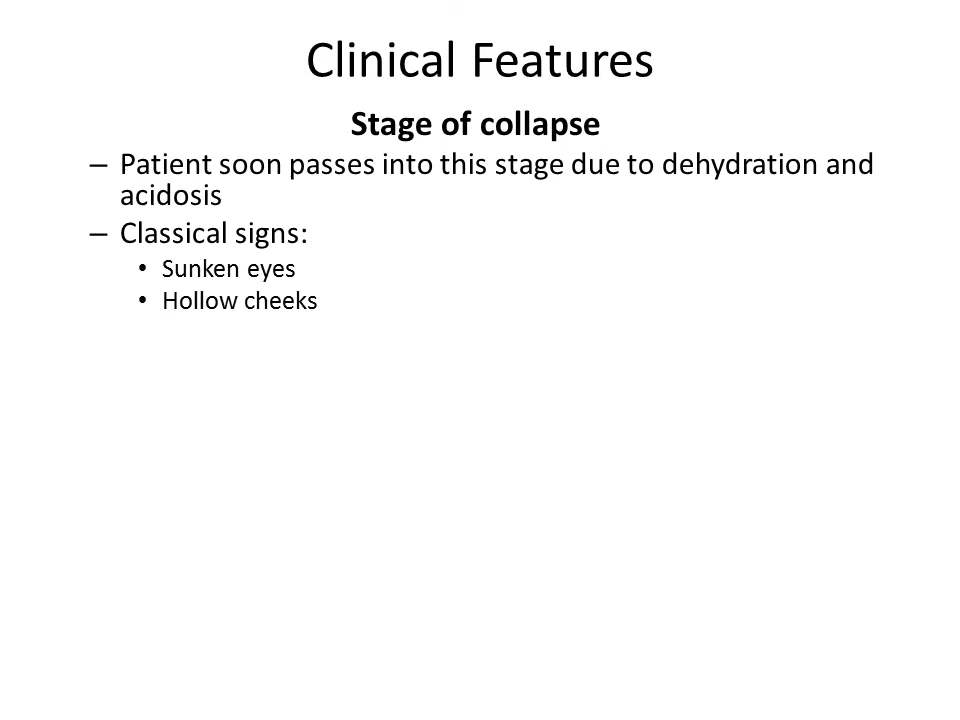 Clinical Features
Stage of collapse
– Patient soon passes into this stage due to dehydration and
acidosis
– Classical signs:
• Sunken eyes
• Hollow cheeks